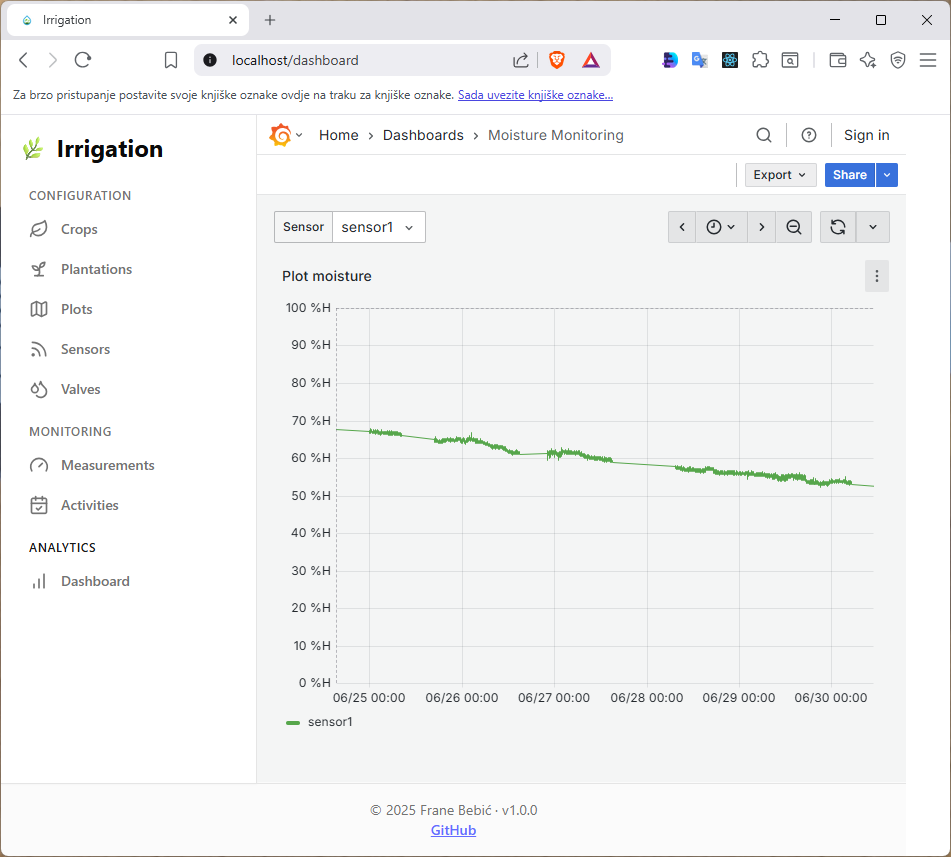 Irrigation
localhost/dashboard
Za brzo pristupanje postavite svoje knjiške oznake ovdje na traku za knjiške oznake. Sada uvezite knjiške oznake...
Irrigation
CONFIGURATION
Crops
Plantations
Plots
Sensors
Valves
MONITORING
Measurements
Activities
ANALYTICS
Dashboard
Home › Dashboards › Moisture Monitoring
Sign in
Export
Share
Sensor sensor1
Plot moisture
100 %H
90 %H
80 %H
70 %H
60 %H
50 %H
40 %H
30 %H
20 %H
10 %H
0 %H
06/25 00:00 06/26 00:00 06/27 00:00 06/28 00:00 06/29 00:00 06/30 00:00
sensor1
© 2025 Frane Bebić · v1.0.0
GitHub